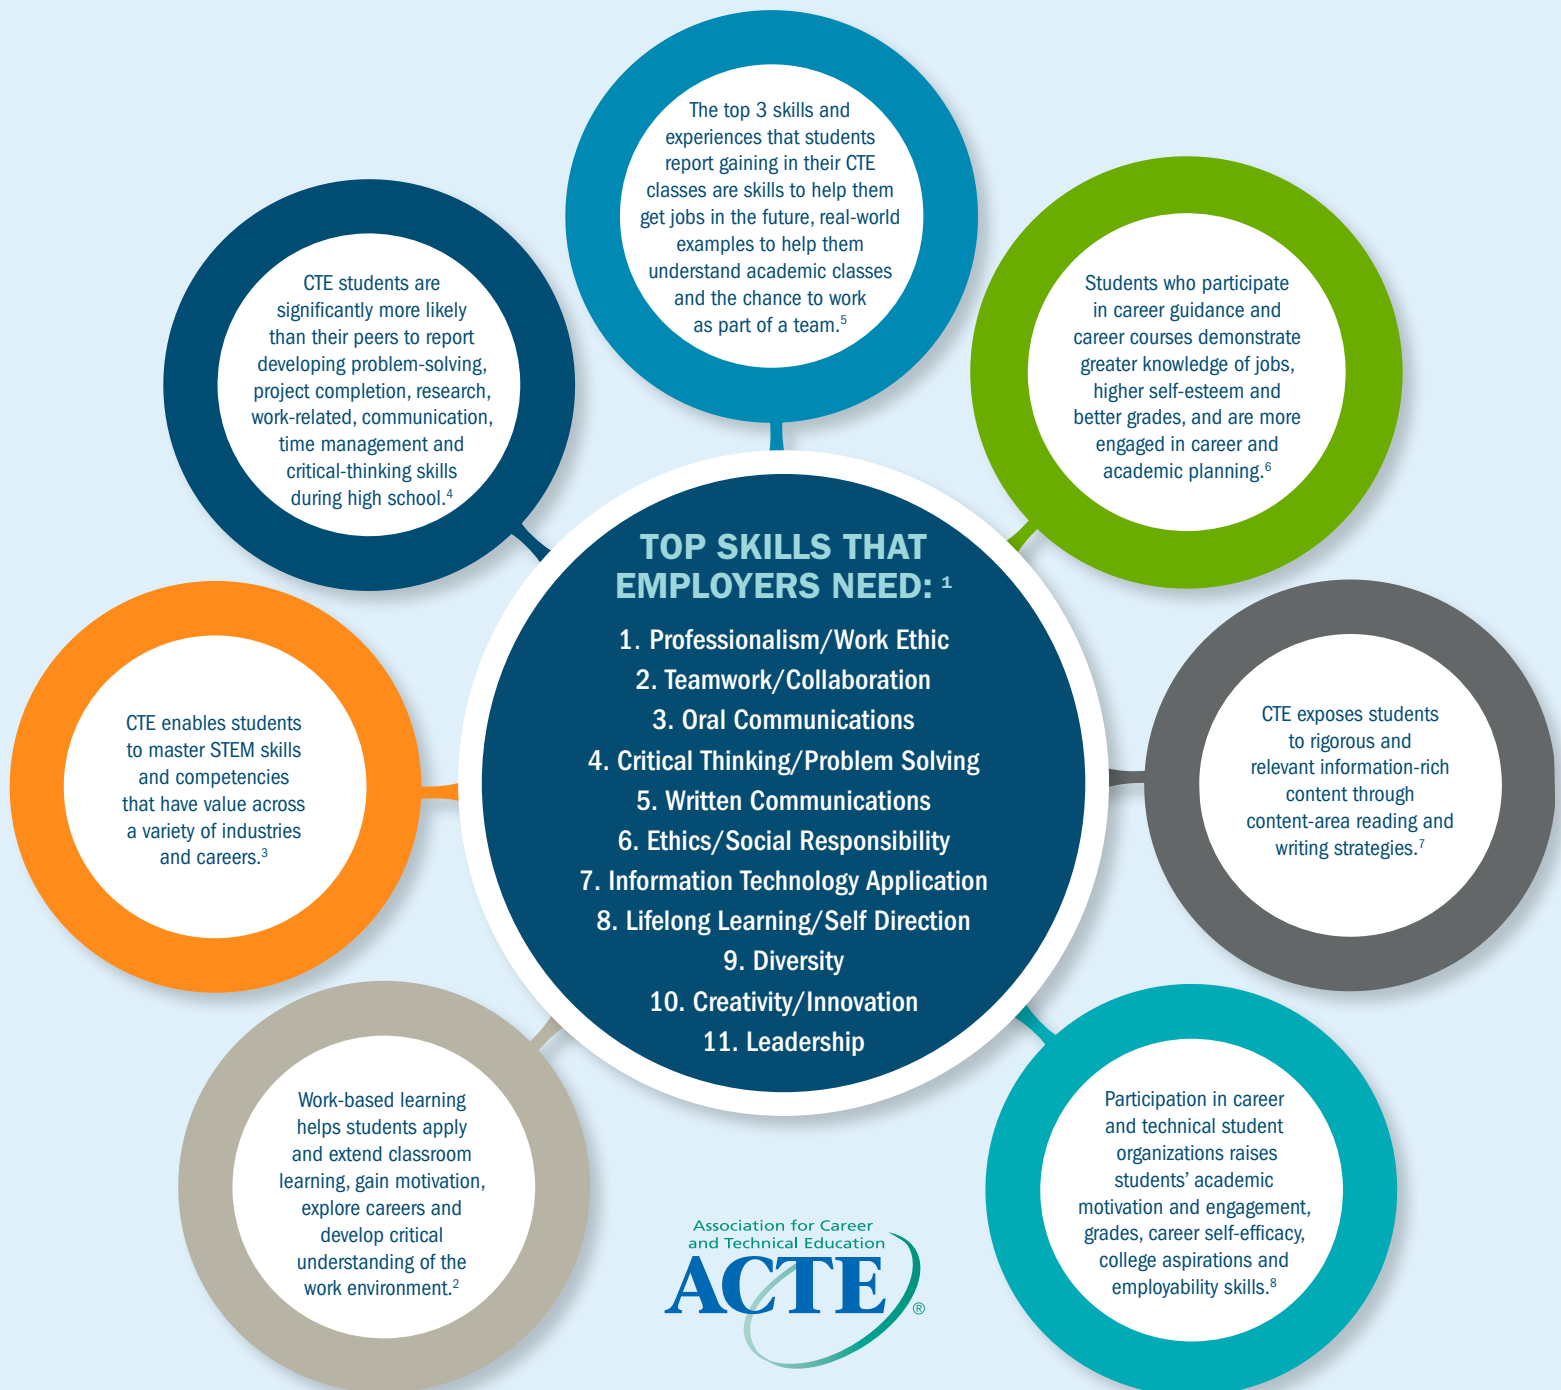 The top 3 skills and
experiences that students
report gaining in their CTE
classes are skills to help them
get jobs in the future, real-world
examples to help them
understand academic classes
and the chance to work
as part of a team.5
CTE students are
significantly more likely
than their peers to report
developing problem-solving,
project completion, research,
work-related, communication,
time management and
critical-thinking skills
during high school.4
Students who participate
in career guidance and
career courses demonstrate
greater knowledge of jobs,
higher self-esteem and
better grades, and are more
engaged in career and
academic planning.6
TOP SKILLS THAT
EMPLOYERS NEED: 1
1. Professionalism/Work Ethic
2. Teamwork/Collaboration
3. Oral Communications
4. Critical Thinking/Problem Solving
5. Written Communications
6. Ethics/Social Responsibility
7. Information Technology Application
8. Lifelong Learning/Self Direction
9. Diversity
10. Creativity/Innovation
11. Leadership
CTE enables students
to master STEM skills
and competencies
that have value across
a variety of industries
and careers.3
CTE exposes students
to rigorous and
relevant information-rich
content through
content-area reading and
writing strategies.7
Work-based learning
helps students apply
and extend classroom
learning, gain motivation,
explore careers and
develop critical
understanding of the
work environment.2
Participation in career
and technical student
organizations raises
students’ academic
motivation and engagement,
grades, career self-efficacy,
college aspirations and
employability skills.8
Association for Career
and Technical Education
ACTE®